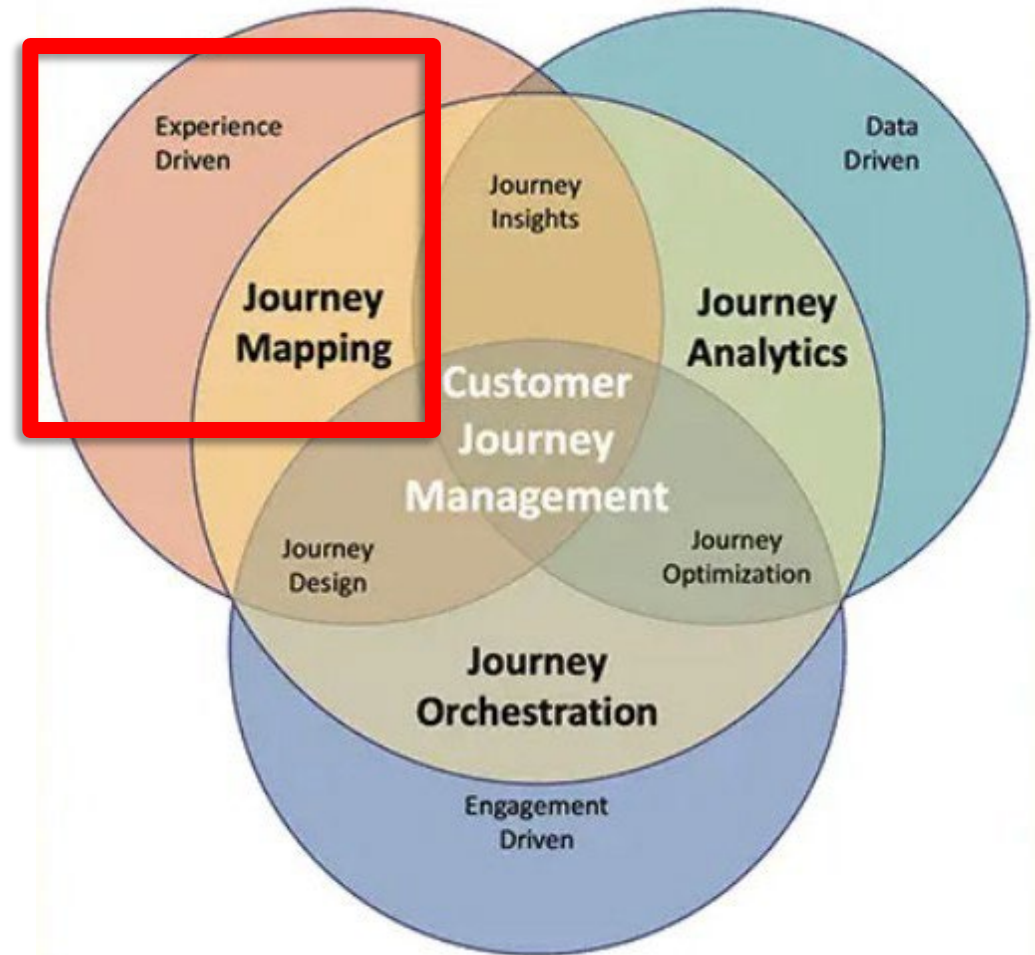 Experience
Driven
Data
Driven
Journey
Insights
Journey
Mapping
Journey
Analytics
Customer
Journey
Management
Journey
Design
Journey
Optimization
Journey
Orchestration
Engagement
Driven